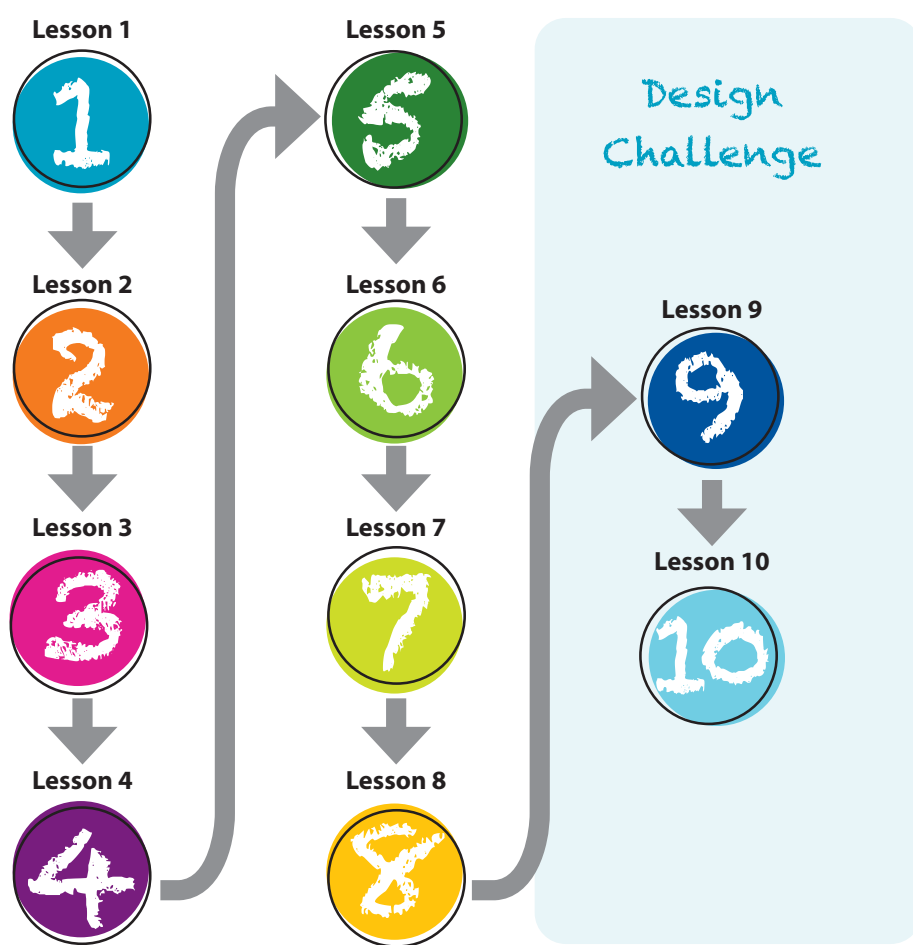 Lesson 1
1
Lesson 2
2
Lesson 3
3
Lesson 4
4
Lesson 5
5
Lesson 6
6
Lesson 7
7
Lesson 8
8
Design
Challenge
Lesson 9
9
Lesson 10
10